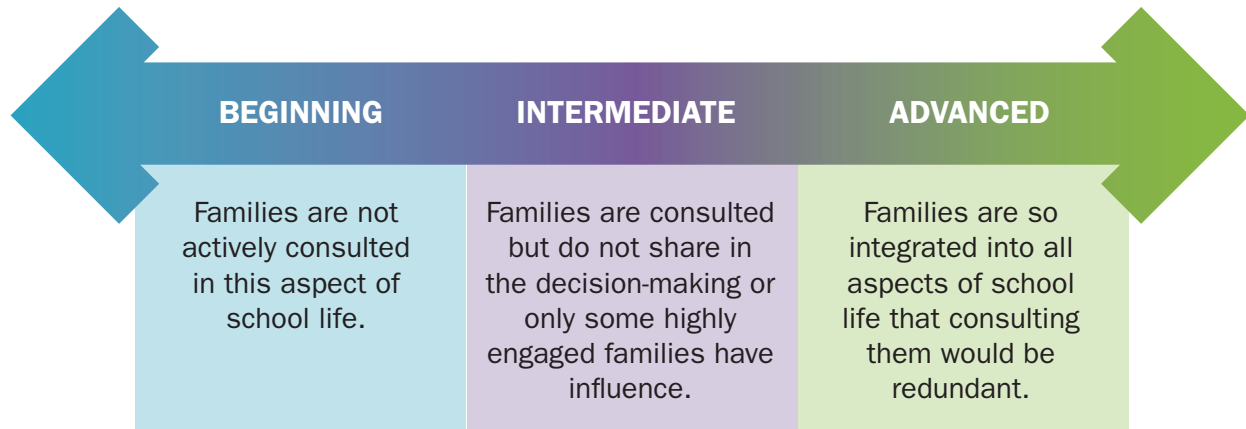 BEGINNING
Families are not
actively consulted
in this aspect of
school life.
INTERMEDIATE
Families are consulted
but do not share in
the decision-making or
only some highly
engaged families have
influence.
ADVANCED
Families are so
integrated into all
aspects of school
life that consulting
them would be
redundant.